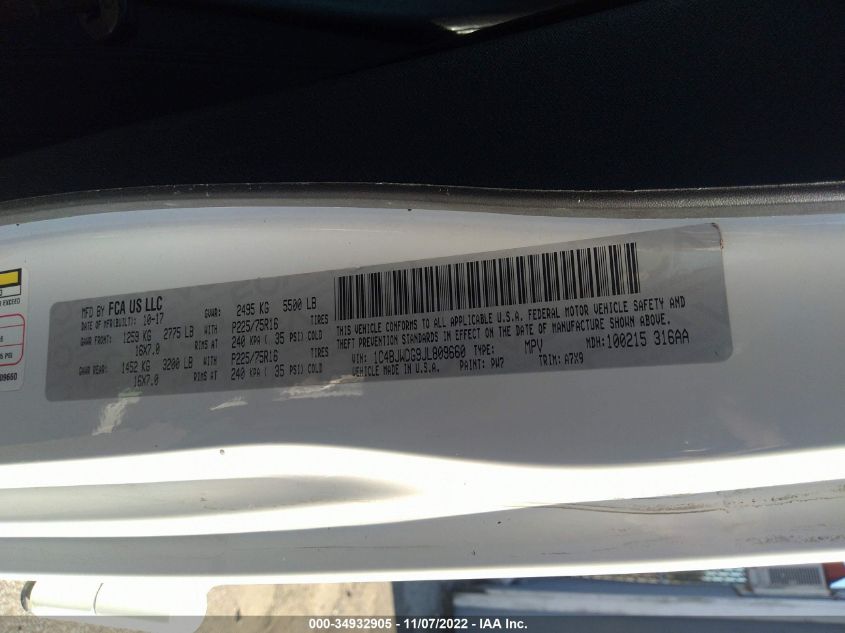 MFD BY FCA US LLC
DATE OF MFR(BUILT): 10-17
GVWR: 2495 KG 5500 LB
GAWR FRONT: 1259 KG 2775 LB WITH P225/75R16 TIRES
16X7.0 RIMS AT 240 KPA( 35 PSI) COLD
GAWR REAR: 1452 KG 3200 LB WITH P225/75R16 TIRES
16X7.0 RIMS AT 240 KPA( 35 PSI) COLD
THIS VEHICLE CONFORMS TO ALL APPLICABLE U.S.A. FEDERAL MOTOR VEHICLE SAFETY AND
THEFT PREVENTION STANDARDS IN EFFECT ON THE DATE OF MANUFACTURE SHOWN ABOVE.
VIN: 1C4BJWDG9JL809660 TYPE: MPV MDH:100215 316AA
VEHICLE MADE IN U.S.A. PAINT: PW7 TRIM: A7X9
EXCEED
PSI
09660
000-34932905 - 11/07/2022 - IAA Inc.